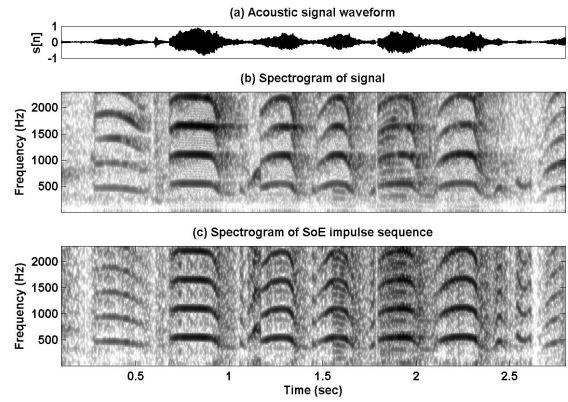 (a) Acoustic signal waveform
s[n]
1
0
-1
(b) Spectrogram of signal
Frequency (Hz)
2000
1500
1000
500
(c) Spectrogram of SoE impulse sequence
Frequency (Hz)
2000
1500
1000
500
0.5 1 1.5 2 2.5
Time (sec)